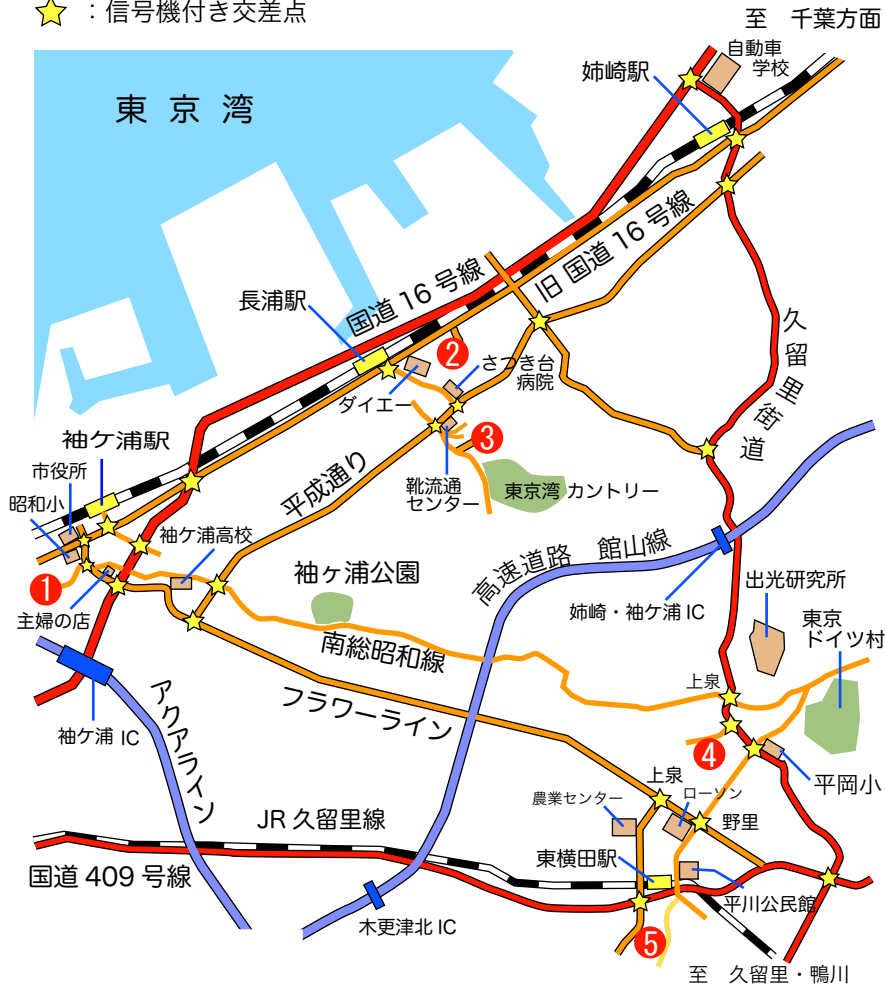 ：信号機付き交差点
至　千葉方面
自動車
学校
姉崎駅
東 京 湾
旧 国道 16 号線
国道 16 号線
長浦駅
久留里街道
❷
さつき台
病院
ダイエー
❸
袖ケ浦駅
市役所
平成通り
靴流通
センター
東京湾 カントリー
昭和小
袖ケ浦高校
高速道路　館山線
❶
袖ヶ浦公園
出光研究所
主婦の店
姉崎・袖ケ浦 IC
東京
ドイツ村
南総昭和線
上泉
アクアライン
フラワーライン
袖ケ浦 IC
❹
平岡小
上泉
農業センター
ローソン
JR 久留里線
野里
東横田駅
国道 409 号線
平川公民館
木更津北 IC
❺
至　久留里・鴨川